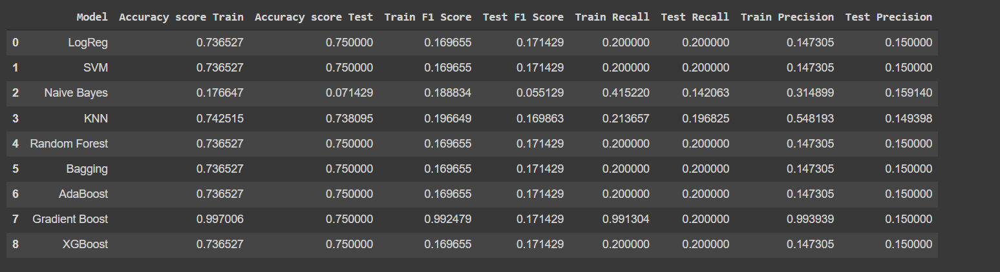 Model Accuracy score Train Accuracy score Test Train F1 Score Test F1 Score Train Recall Test Recall Train Precision Test Precision
0 LogReg 0.736527 0.750000 0.169655 0.171429 0.200000 0.200000 0.147305 0.150000
1 SVM 0.736527 0.750000 0.169655 0.171429 0.200000 0.200000 0.147305 0.150000
2 Naive Bayes 0.176647 0.071429 0.188834 0.055129 0.415220 0.142063 0.314899 0.159140
3 KNN 0.742515 0.738095 0.196649 0.169863 0.213657 0.196825 0.548193 0.149398
4 Random Forest 0.736527 0.750000 0.169655 0.171429 0.200000 0.200000 0.147305 0.150000
5 Bagging 0.736527 0.750000 0.169655 0.171429 0.200000 0.200000 0.147305 0.150000
6 AdaBoost 0.736527 0.750000 0.169655 0.171429 0.200000 0.200000 0.147305 0.150000
7 Gradient Boost 0.997006 0.750000 0.992479 0.171429 0.991304 0.200000 0.993939 0.150000
8 XGBoost 0.736527 0.750000 0.169655 0.171429 0.200000 0.200000 0.147305 0.150000